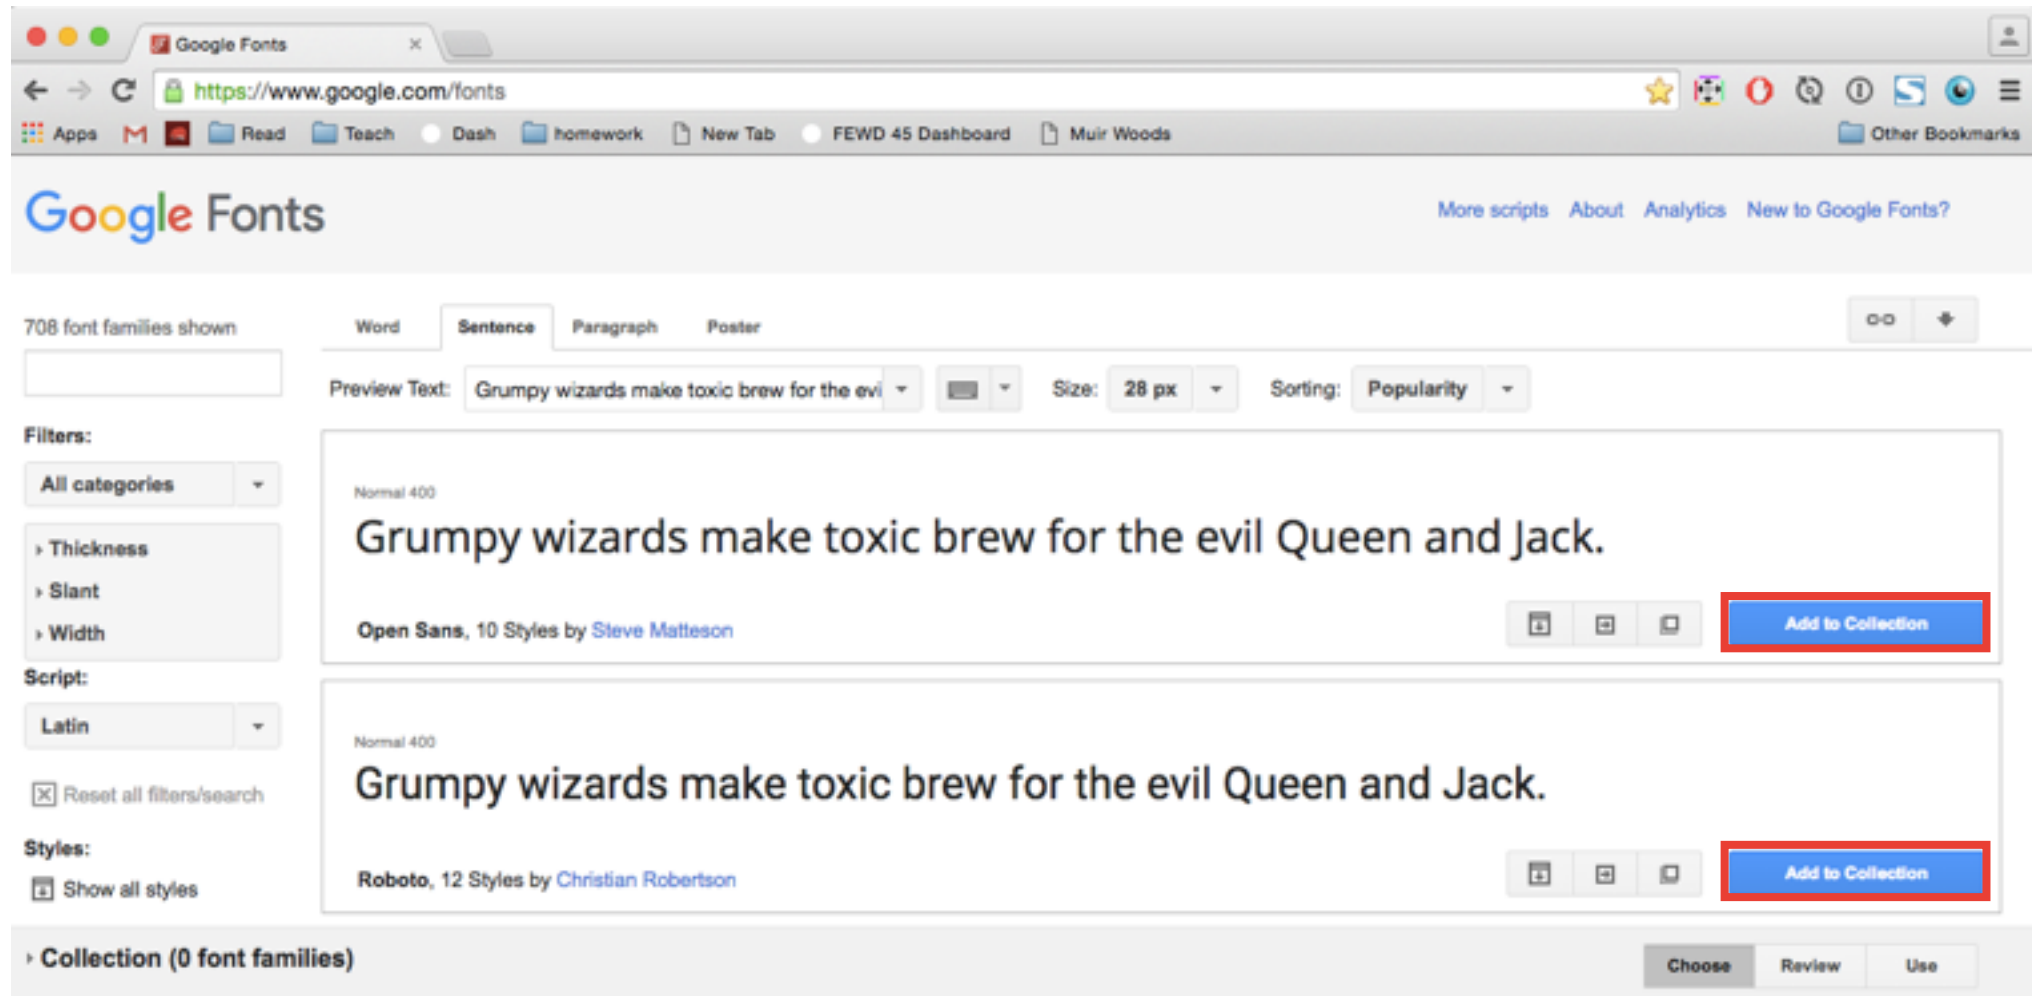 Google Fonts
https://www.google.com/fonts
Apps Read Teach Dash homework New Tab FEWD 45 Dashboard Muir Woods Other Bookmarks
Google Fonts
More scripts About Analytics New to Google Fonts?
708 font families shown
Word Sentence Paragraph Poster
Preview Text: Grumpy wizards make toxic brew for the evi Size: 28 px Sorting: Popularity
Filters:
All categories
Thickness
Slant
Width
Script:
Latin
Reset all filters/search
Styles:
Show all styles
Normal 400
Grumpy wizards make toxic brew for the evil Queen and Jack.
Open Sans, 10 Styles by Steve Matteson
Add to Collection
Normal 400
Grumpy wizards make toxic brew for the evil Queen and Jack.
Roboto, 12 Styles by Christian Robertson
Add to Collection
Collection (0 font families)
Choose Review Use